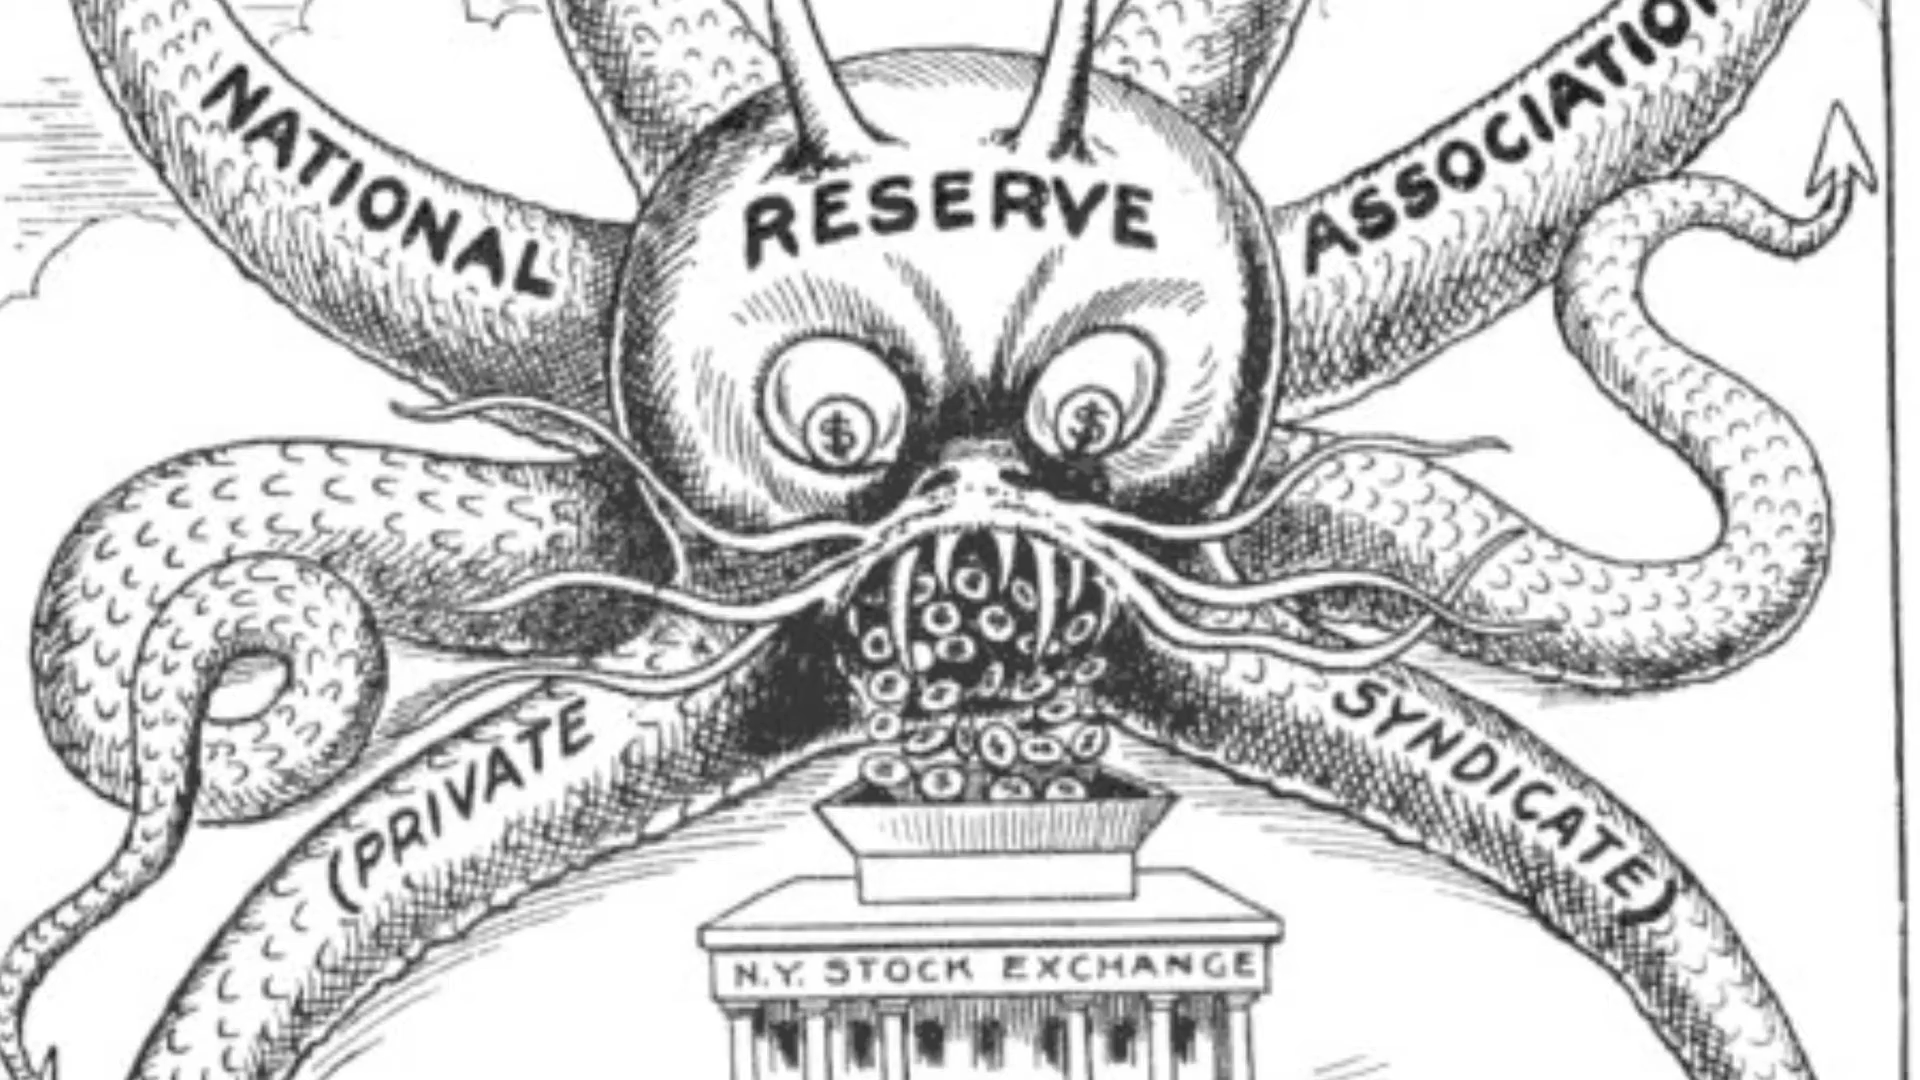 NATIONAL
RESERVE
ASSOCIATION
$ $
(PRIVATE
SYNDICATE)
N.Y. STOCK EXCHANGE